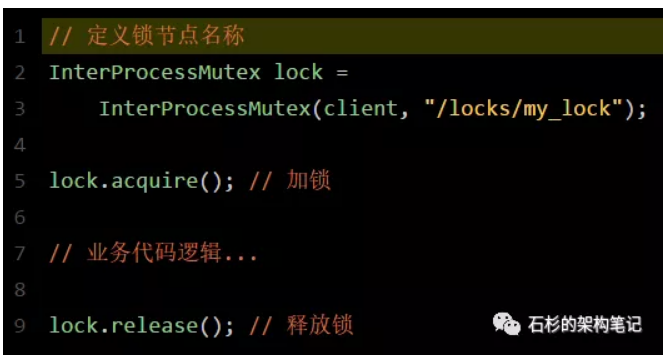 1 // 定义锁节点名称
2 InterProcessMutex lock =
3 InterProcessMutex(client, "/locks/my_lock");
4
5 lock.acquire(); // 加锁
6
7 // 业务代码逻辑...
8
9 lock.release(); // 释放锁
石杉的架构笔记